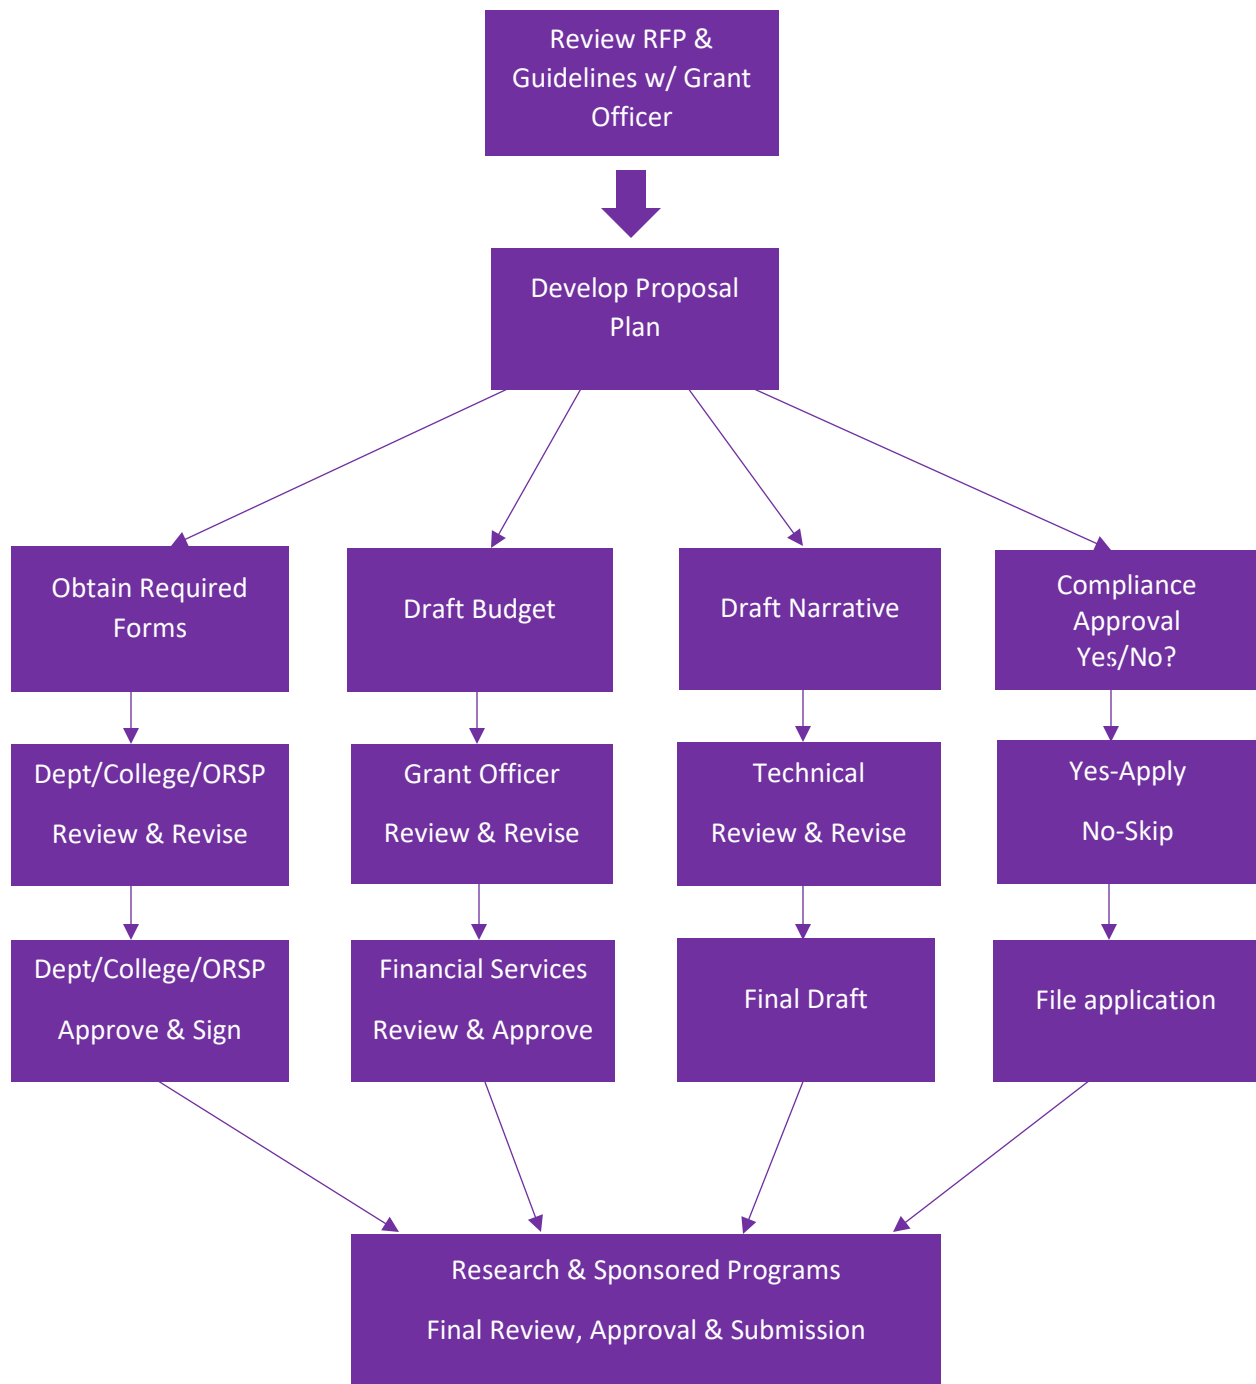 Review RFP &
Guidelines w/ Grant
Officer
Develop Proposal
Plan
Obtain Required
Forms
Draft Budget
Draft Narrative
Compliance
Approval
Yes/No?
Dept/College/ORSP
Review & Revise
Grant Officer
Review & Revise
Technical
Review & Revise
Yes-Apply
No-Skip
Dept/College/ORSP
Approve & Sign
Financial Services
Review & Approve
Final Draft
File application
Research & Sponsored Programs
Final Review, Approval & Submission